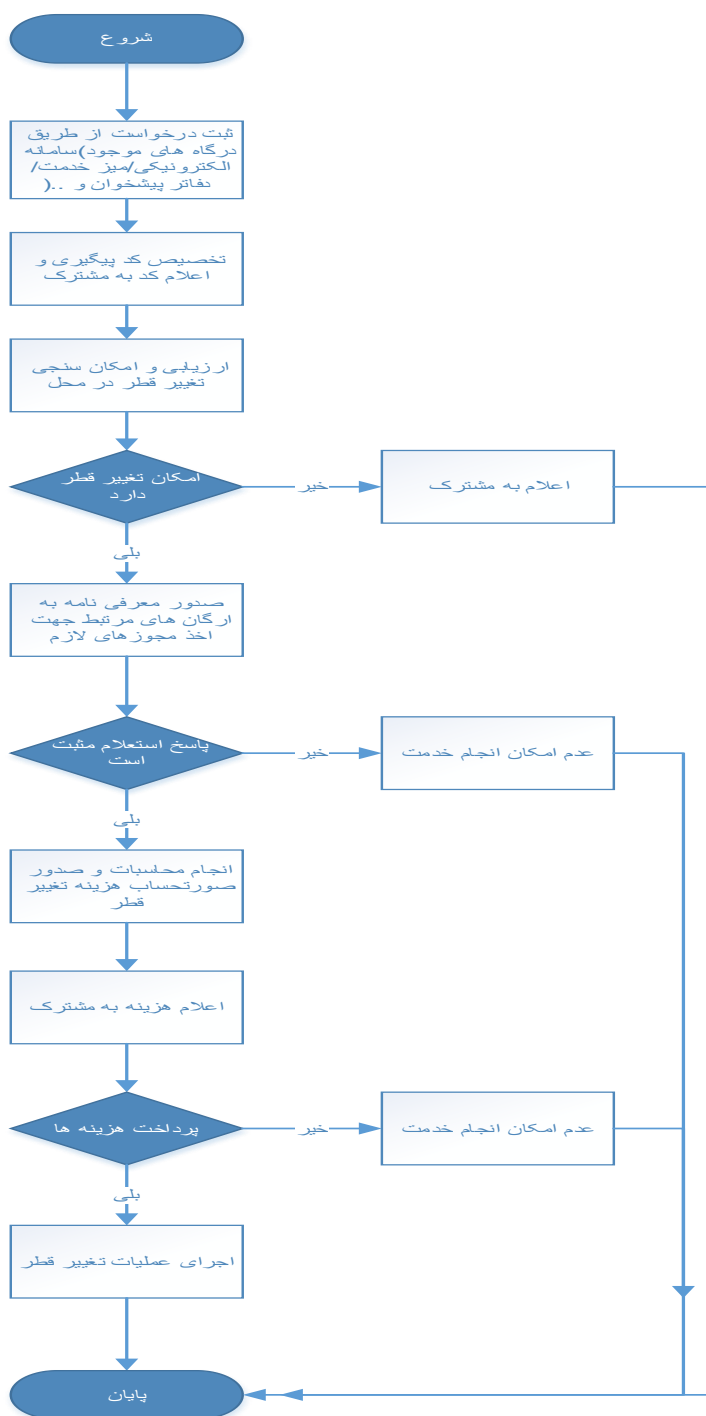 شروع
ثبت درخواست از طریق
درگاه های موجود)سامانه
الکترونیکی/میز خدمت/
دفاتر پیشخوان و ..(
تخصیص کد پیگیری و
اعلام کد به مشترک
ارزیابی و امکان سنجی
تغییر قطر در محل
امکان تغییر قطر
دارد
خیر
اعلام به مشترک
بلی
صدور معرفی نامه به
ارگان های مرتبط جهت
اخذ مجوزهای لازم
پاسخ استعلام مثبت
است
خیر
عدم امکان انجام خدمت
بلی
انجام محاسبات و صدور
صورتحساب هزینه تغییر
قطر
اعلام هزینه به مشترک
پرداخت هزینه ها
خیر
عدم امکان انجام خدمت
بلی
اجرای عملیات تغییر قطر
پایان